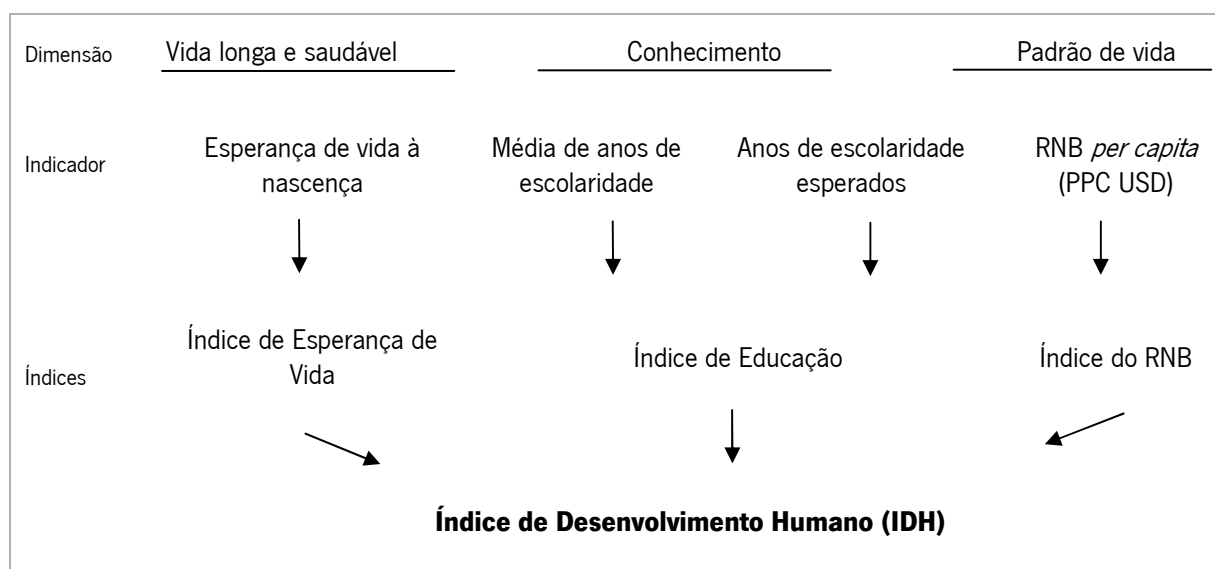 Dimensão
Vida longa e saudável
Conhecimento
Padrão de vida
Indicador
Esperança de vida à
nascença
Média de anos de
escolaridade
Anos de escolaridade
esperados
RNB per capita
(PPC USD)
Índices
Índice de Esperança de
Vida
Índice de Educação
Índice do RNB
Índice de Desenvolvimento Humano (IDH)